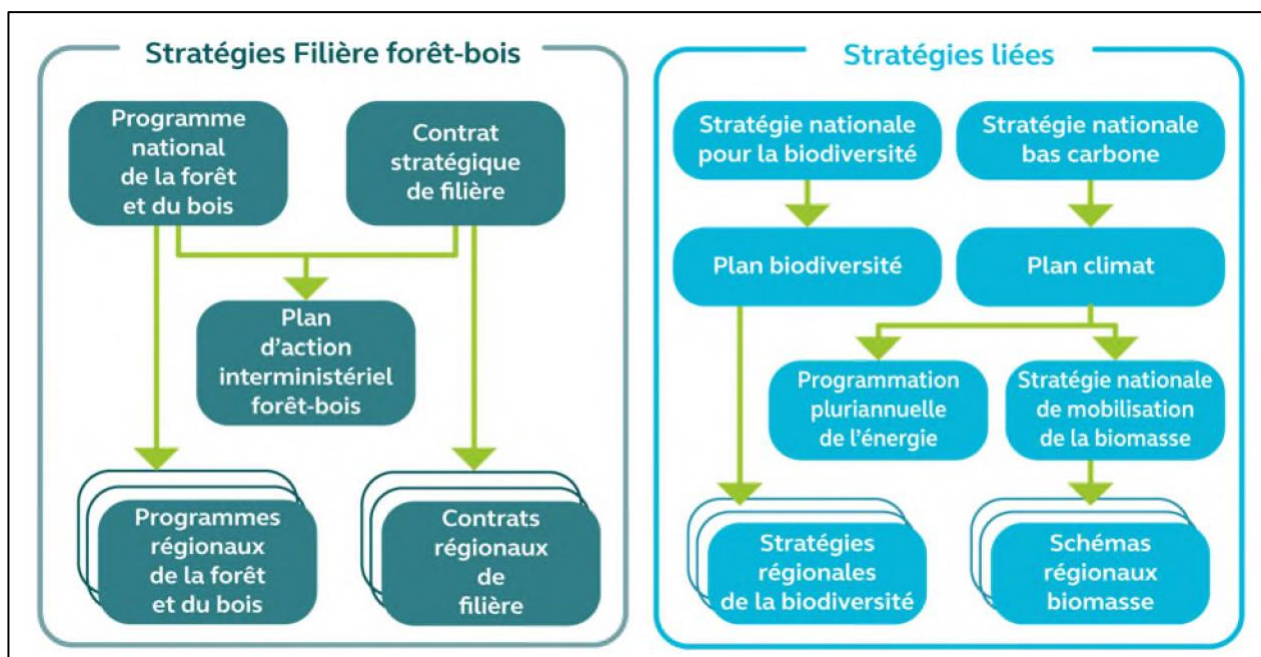 Stratégies Filière forêt-bois
Programme
national
de la forêt
et du bois
Contrat
stratégique
de filière
Plan
d'action
interministériel
forêt-bois
Programmes
régionaux
de la forêt
et du bois
Contrats
régionaux
de
filière
Stratégies liées
Stratégie nationale
pour la biodiversité
Stratégie nationale
bas carbone
Plan biodiversité
Plan climat
Programmation
pluriannuelle
de l'énergie
Stratégie nationale
de mobilisation
de la biomasse
Stratégies
régionales
de la biodiversité
Schémas
régionaux
biomasse